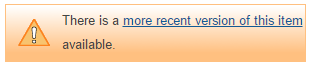 There is a more recent version of this item
available.